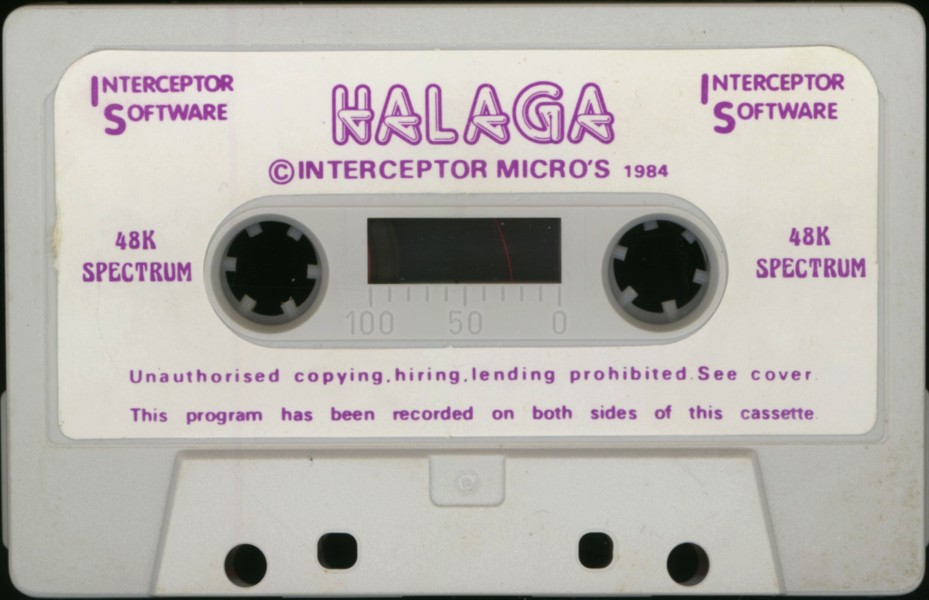 INTERCEPTOR
SOFTWARE
HALAGA
INTERCEPTOR
SOFTWARE
©INTERCEPTOR MICRO'S 1984
48K
SPECTRUM
48K
SPECTRUM
100 50 0
Unauthorised copying,hiring,lending prohibited.See cover.
This program has been recorded on both sides of this cassette.